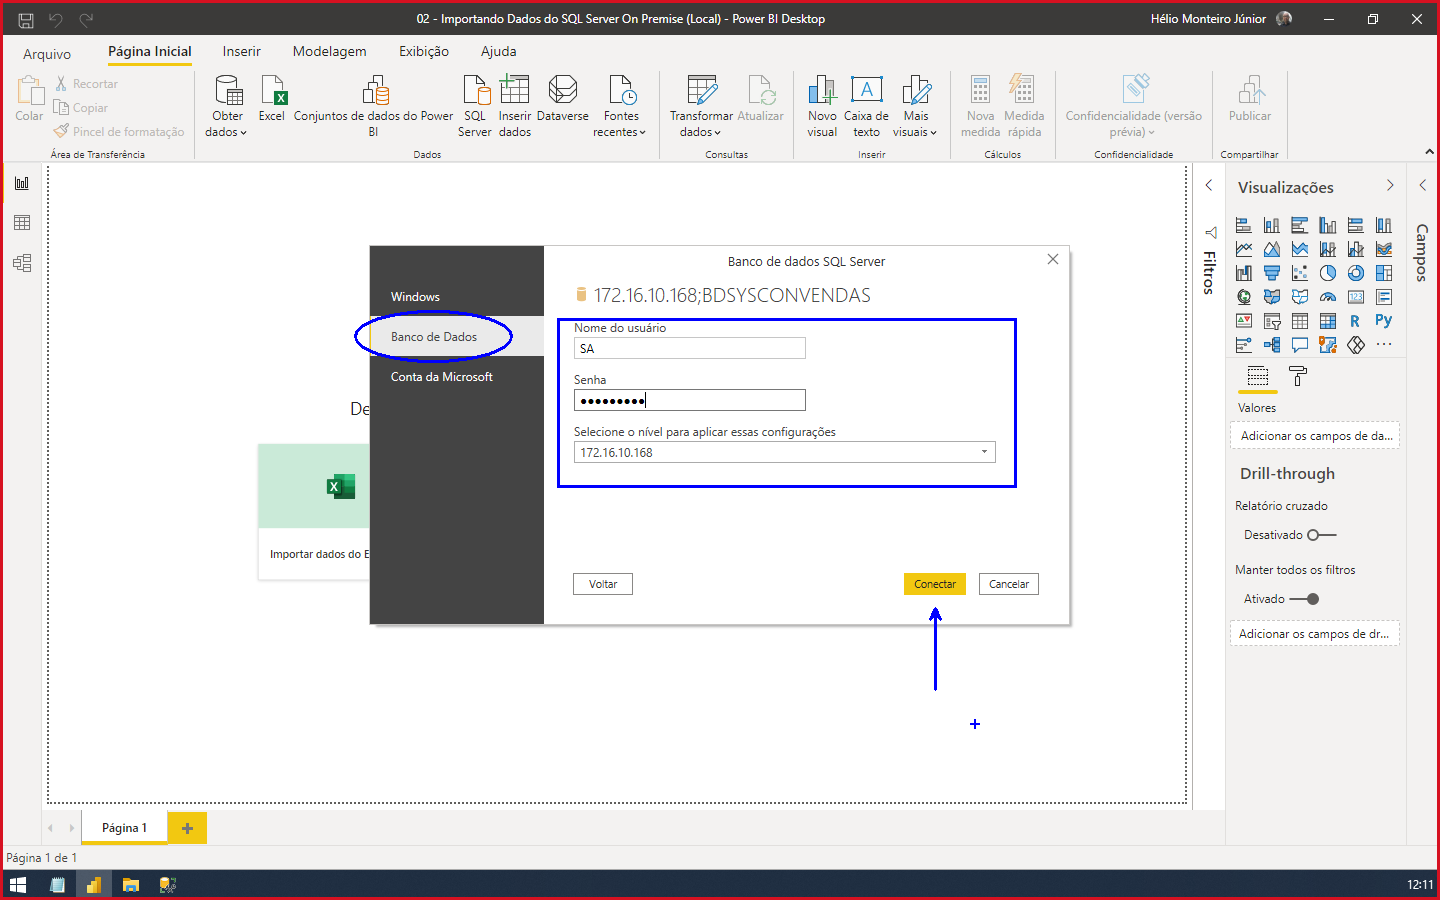 02 - Importando Dados do SQL Server On Premise (Local) - Power BI Desktop
Hélio Monteiro Júnior
Arquivo
Página Inicial
Inserir
Modelagem
Exibição
Ajuda
Colar
Recortar
Copiar
Pincel de formatação
Área de Transferência
Obter
dados
Excel
Conjuntos de dados do Power
BI
SQL
Server
Inserir
dados
Dataverse
Fontes
recentes
Dados
Transformar
dados
Atualizar
Consultas
Novo
visual
Caixa de
texto
Mais
visuais
Inserir
Nova
medida
Medida
rápida
Cálculos
Confidencialidade (versão
prévia)
Confidencialidade
Publicar
Compartilhar
De
Importar dados do E
Banco de dados SQL Server
Windows
Banco de Dados
Conta da Microsoft
172.16.10.168;BDSYSCONVENDAS
Nome do usuário
SA
Senha
•••••••••
Selecione o nível para aplicar essas configurações
172.16.10.168
Voltar
Conectar
Cancelar
Filtros
Visualizações
A
123
R
Py
...
Valores
Adicionar os campos de da...
Drill-through
Relatório cruzado
Desativado
Manter todos os filtros
Ativado
Adicionar os campos de dr...
Campos
Página 1
+
Página 1 de 1
12:11